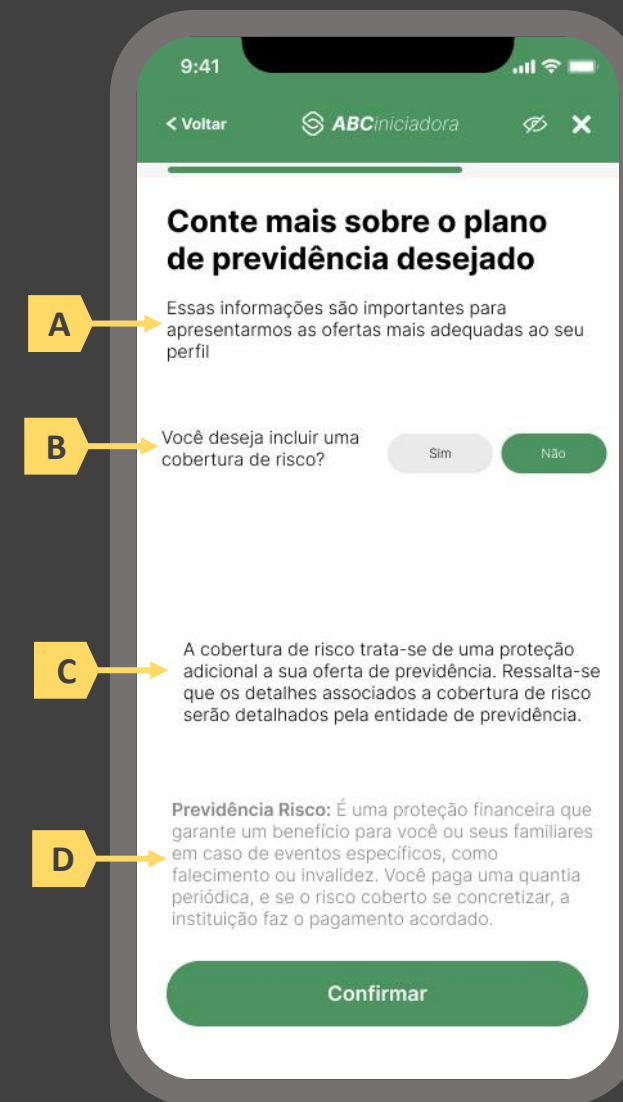 9:41
< Voltar
ABCiniciadora
Conte mais sobre o plano
de previdência desejado
A
Essas informações são importantes para
apresentarmos as ofertas mais adequadas ao seu
perfil
B
Você deseja incluir uma
cobertura de risco?
Sim
Não
C
A cobertura de risco trata-se de uma proteção
adicional a sua oferta de previdência. Ressalta-se
que os detalhes associados a cobertura de risco
serão detalhados pela entidade de previdência.
D
Previdência Risco: É uma proteção financeira que
garante um benefício para você ou seus familiares
em caso de eventos específicos, como
falecimento ou invalidez. Você paga uma quantia
periódica, e se o risco coberto se concretizar, a
instituição faz o pagamento acordado.
Confirmar